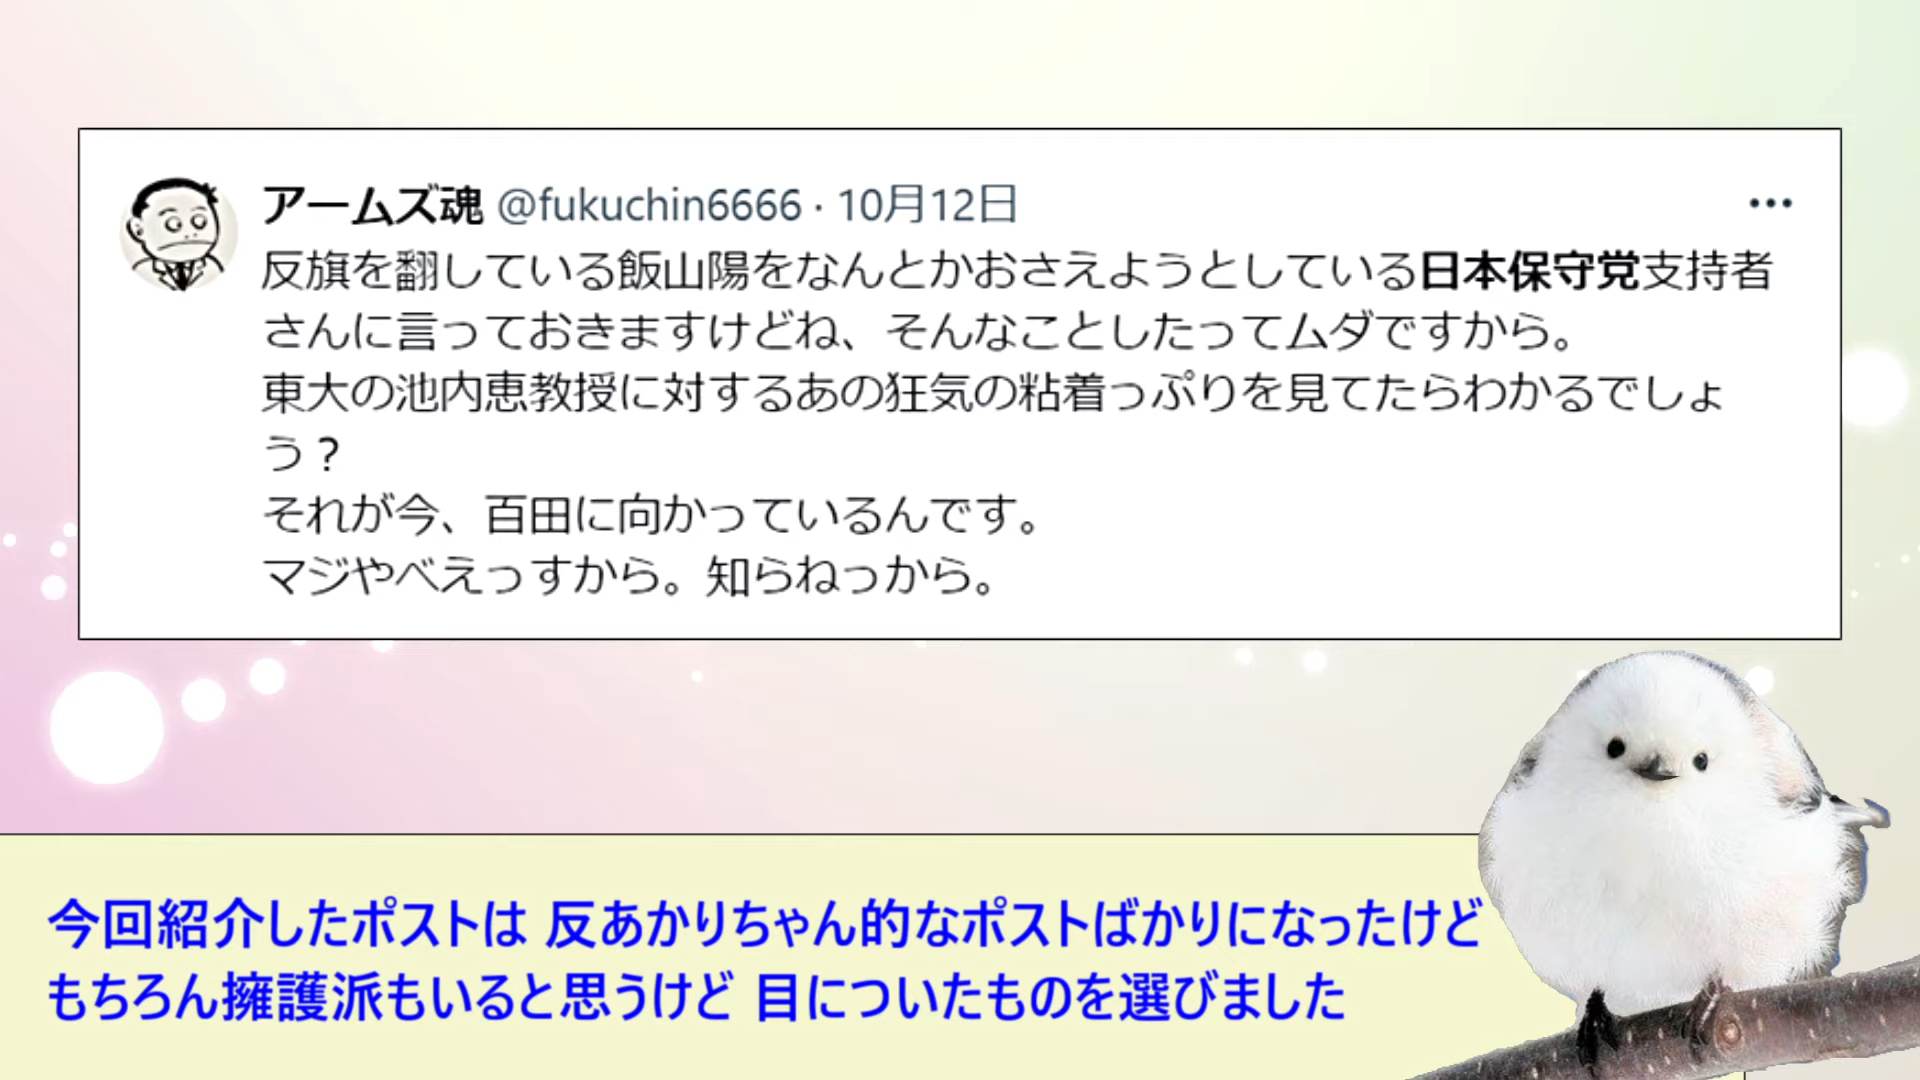 アームズ魂 @fukuchin6666 · 10月12日
反旗を翻している飯山陽をなんとかおさえようとしている日本保守党支持者
さんに言っておきますけどね、そんなことしたってムダですから。
東大の池内恵教授に対するあの狂気の粘着っぷりを見てたらわかるでしょ
う？
それが今、百田に向かっているんです。
マジやべえっすから。知らねっから。
今回紹介したポストは 反あかりちゃん的なポストばかりになったけど
もちろん擁護派もいると思うけど 目についたものを選びました